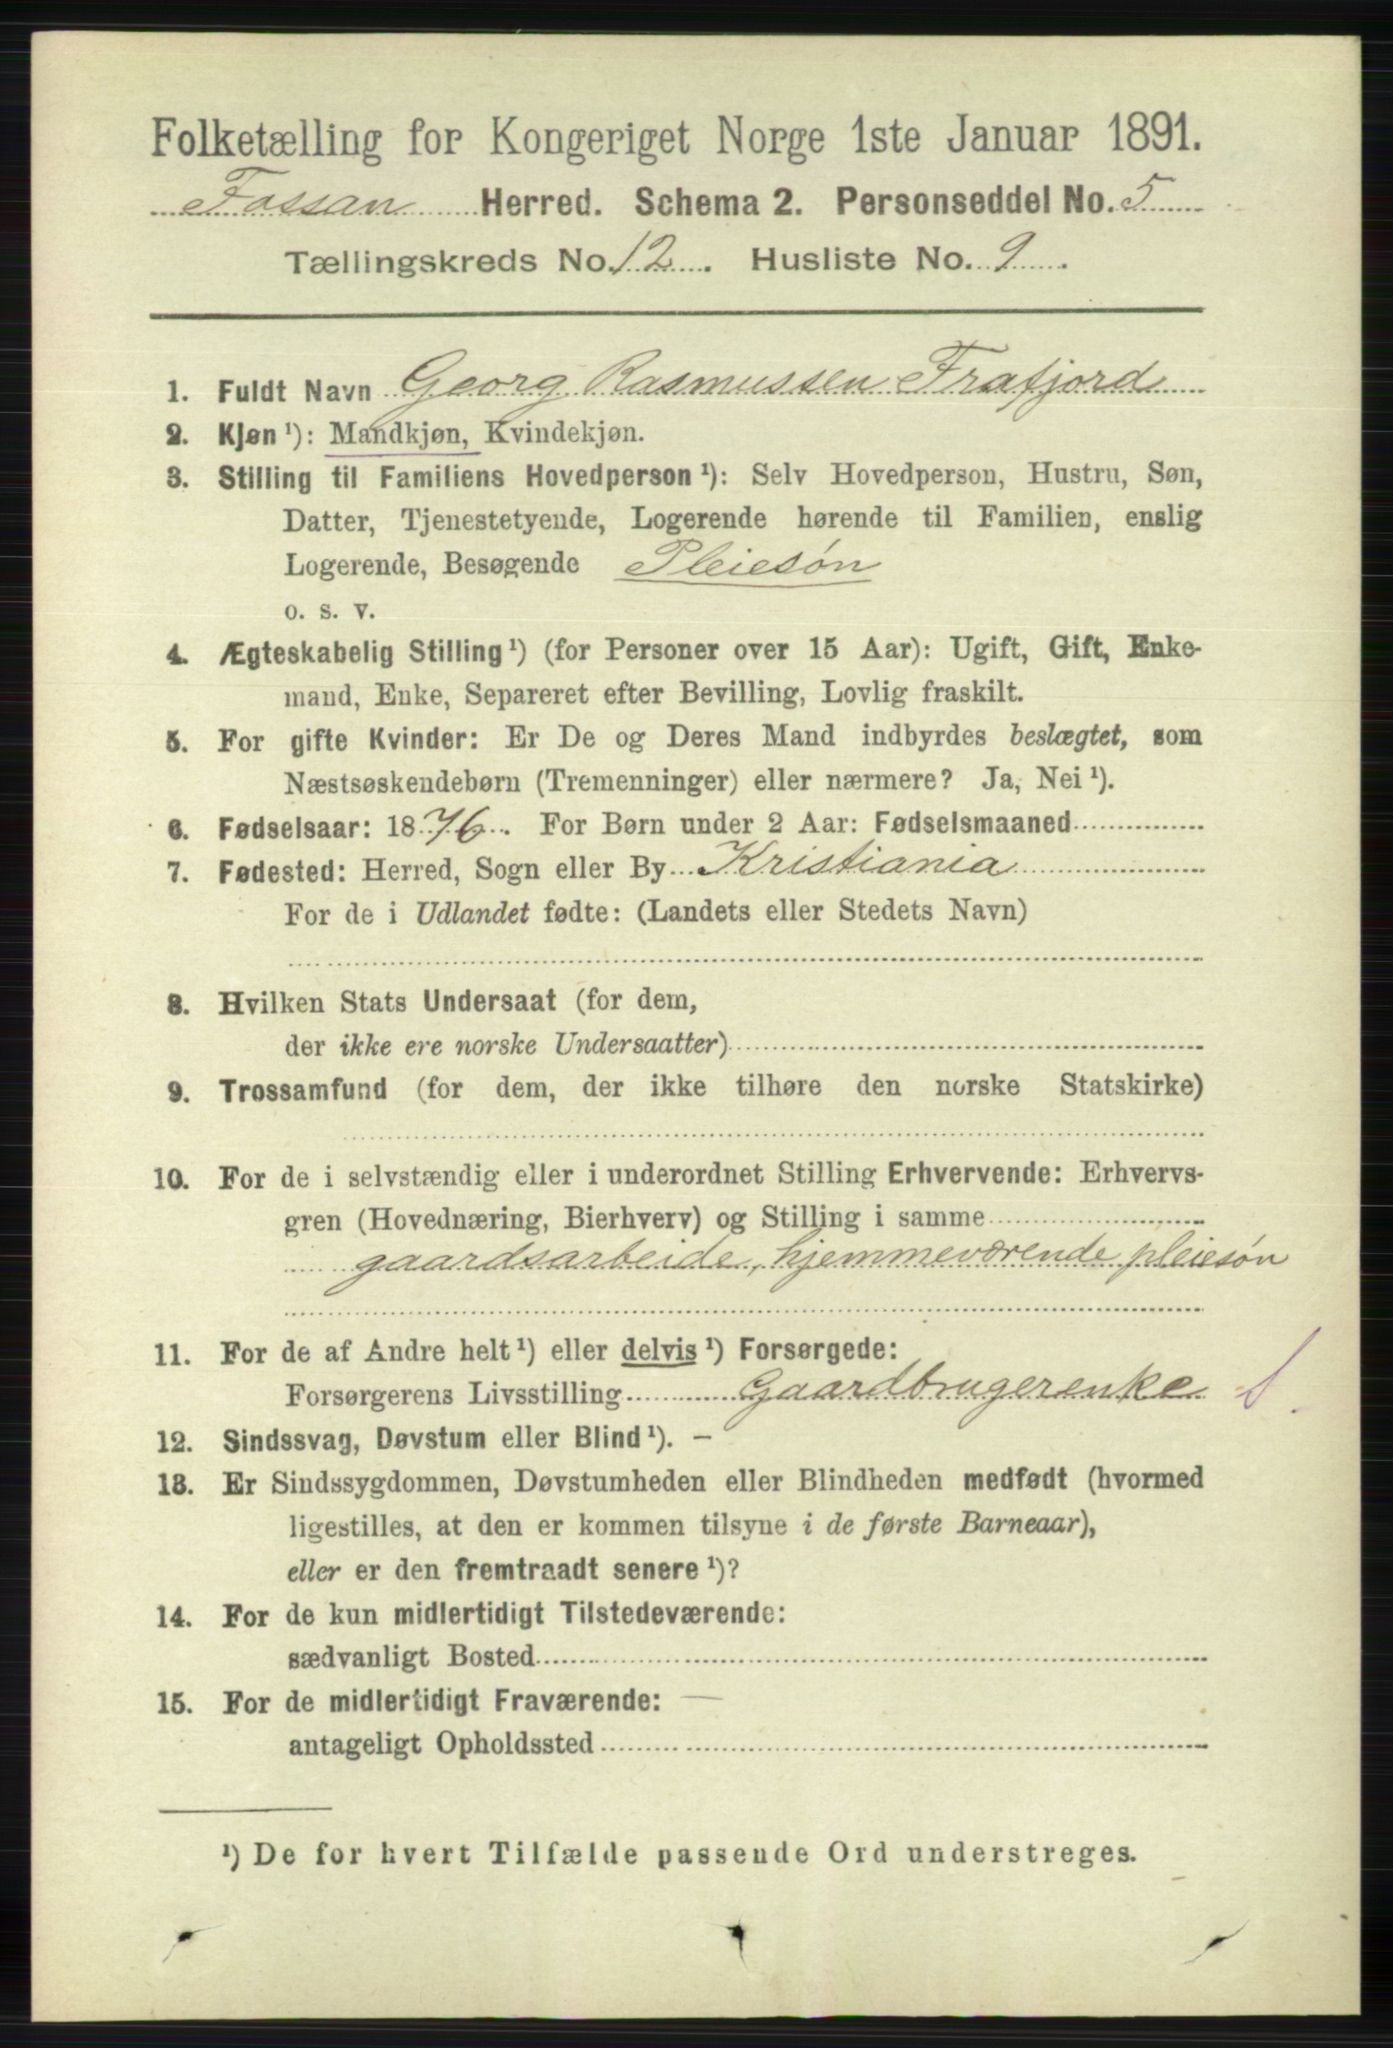 Folketælling for Kongeriget Norge 1ste Januar 1891.
Fossan Herred. Schema 2. Personseddel No. 5
Tællingskreds No. 12. Husliste No. 9.
1. Fuldt Navn Georg Rasmussen Frafjord
2. Kjøn ¹): Mandkjøn, Kvindekjøn.
3. Stilling til Familiens Hovedperson ¹): Selv Hovedperson, Hustru, Søn,
Datter, Tjenestetyende, Logerende hørende til Familien, enslig
Logerende, Besøgende Pleiesøn
o. s. v.
4. Ægteskabelig Stilling ¹) (for Personer over 15 Aar): Ugift, Gift, Enke-
mand, Enke, Separeret efter Bevilling, Lovlig fraskilt.
5. For gifte Kvinder: Er De og Deres Mand indbyrdes beslægtet, som
Næstsøskendebørn (Tremenninger) eller nærmere? Ja, Nei ¹).
6. Fødselsaar: 1876. For Børn under 2 Aar: Fødselsmaaned
7. Fødested: Herred, Sogn eller By Kristiania
For de i Udlandet fødte: (Landets eller Stedets Navn)
8. Hvilken Stats Undersaat (for dem,
der ikke ere norske Undersaatter)
9. Trossamfund (for dem, der ikke tilhøre den norske Statskirke)
10. For de i selvstændig eller i underordnet Stilling Erhvervende: Erhvervs-
gren (Hovednæring, Bierhverv) og Stilling i samme
gaardsarbeide, hjemmeværende pleiesøn
11. For de af Andre helt ¹) eller delvis ¹) Forsørgede:
Forsørgerens Livsstilling Gaardbrugerenke
12. Sindssvag, Døvstum eller Blind ¹). –
13. Er Sindssygdommen, Døvstumheden eller Blindheden medfødt (hvormed
ligestilles, at den er kommen tilsyne i de første Barneaar),
eller er den fremtraadt senere ¹)?
14. For de kun midlertidigt Tilstedeværende:
sædvanligt Bosted
15. For de midlertidigt Fraværende: —
antageligt Opholdssted
¹) De for hvert Tilfælde passende Ord understreges.